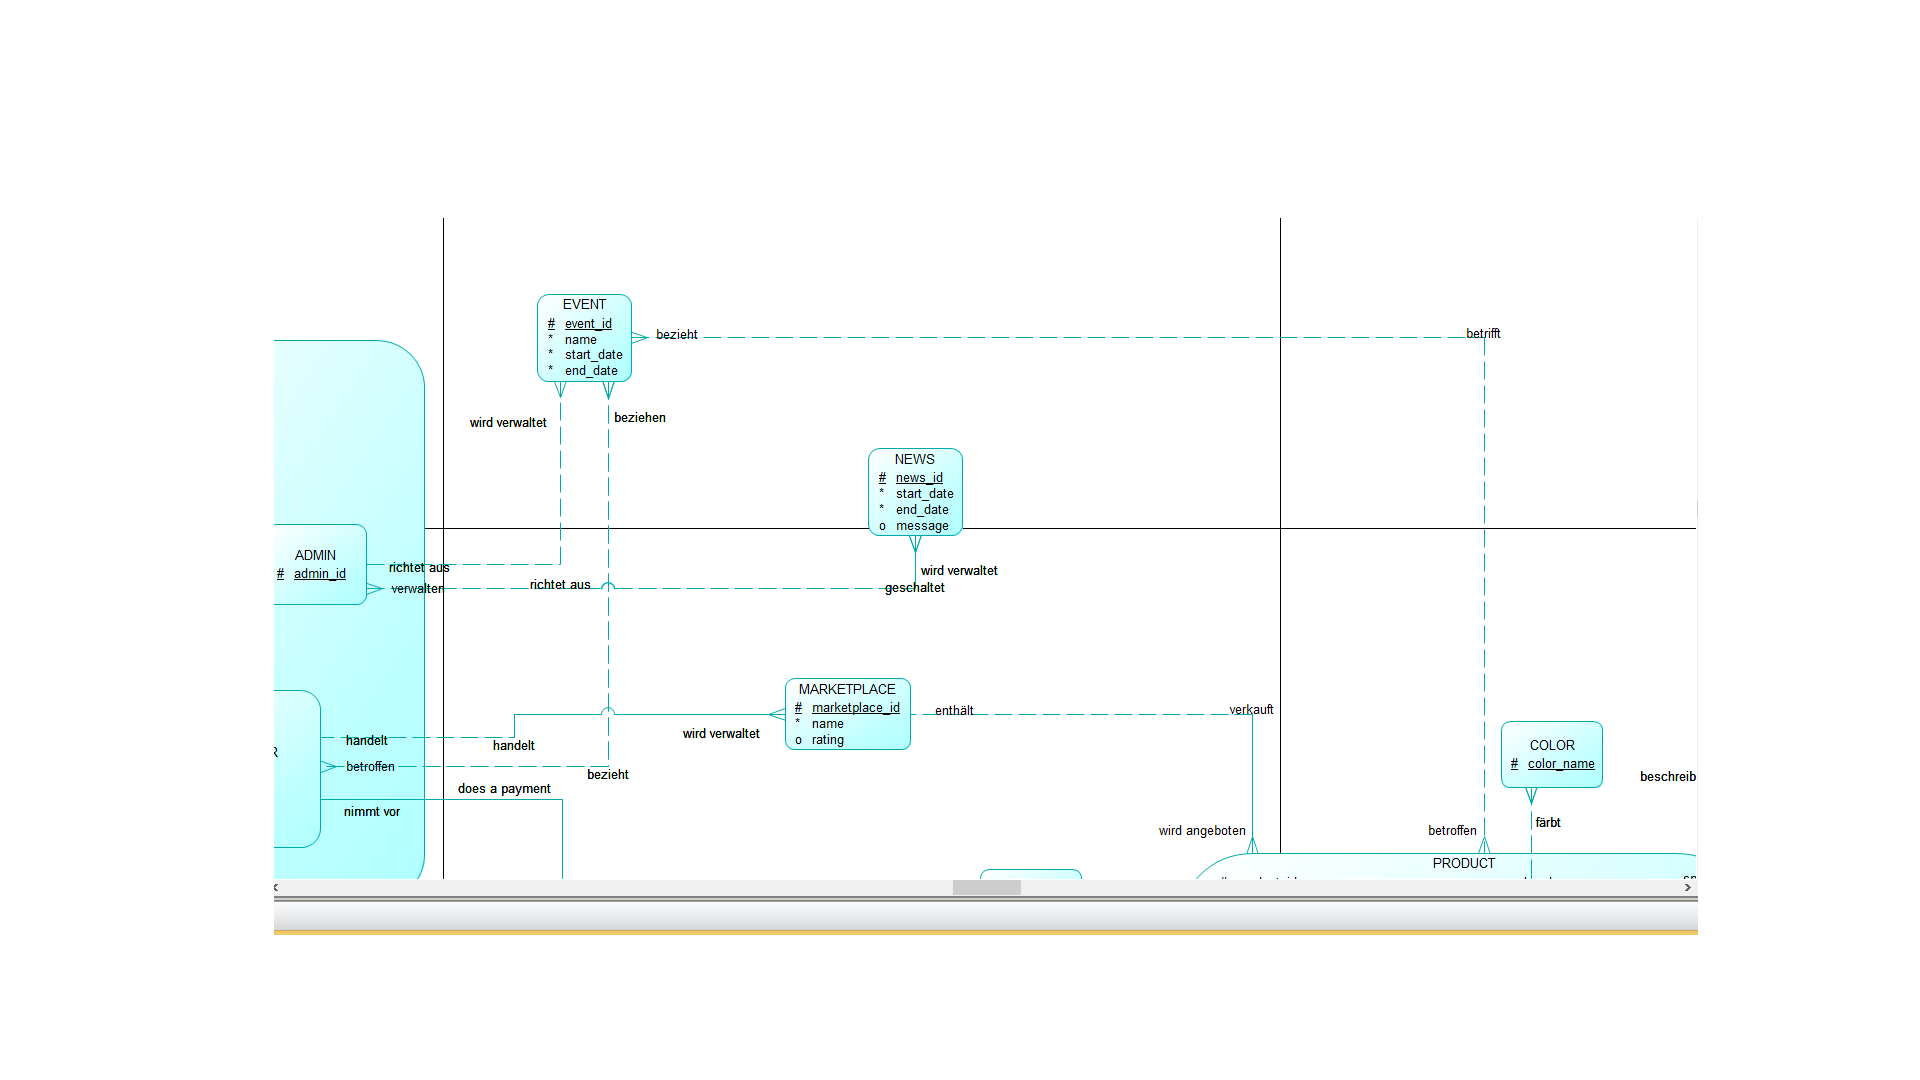 EVENT
# event_id
* name
* start_date
* end_date
bezieht
betrifft
wird verwaltet
beziehen
NEWS
# news_id
* start_date
* end_date
o message
ADMIN
# admin_id
richtet aus
verwalten
richtet aus
wird verwaltet
geschaltet
MARKETPLACE
# marketplace_id
* name
o rating
enthält
verkauft
wird verwaltet
handelt
handelt
R
betroffen
bezieht
does a payment
nimmt vor
COLOR
# color_name
beschreib
färbt
wird angeboten
betroffen
PRODUCT